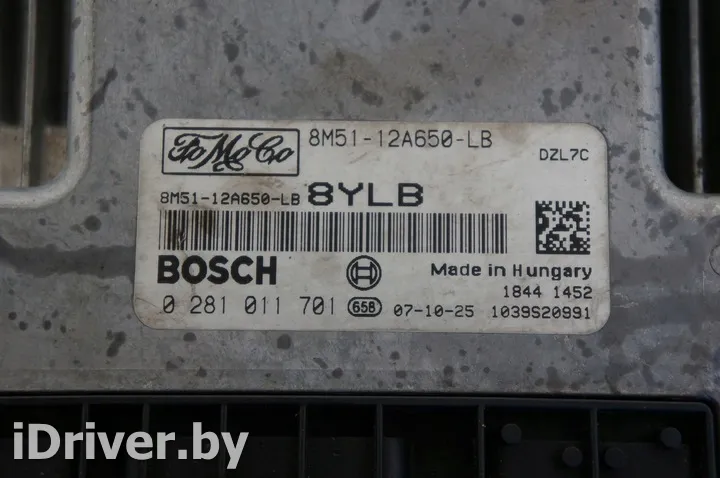 FoMoCo
8M51-12A650-LB
DZL7C
8M51-12A650-LB 8YLB
BOSCH
Made in Hungary
1844 1452
0 281 011 701 658 07-10-25 1039S20991
iDriver.by